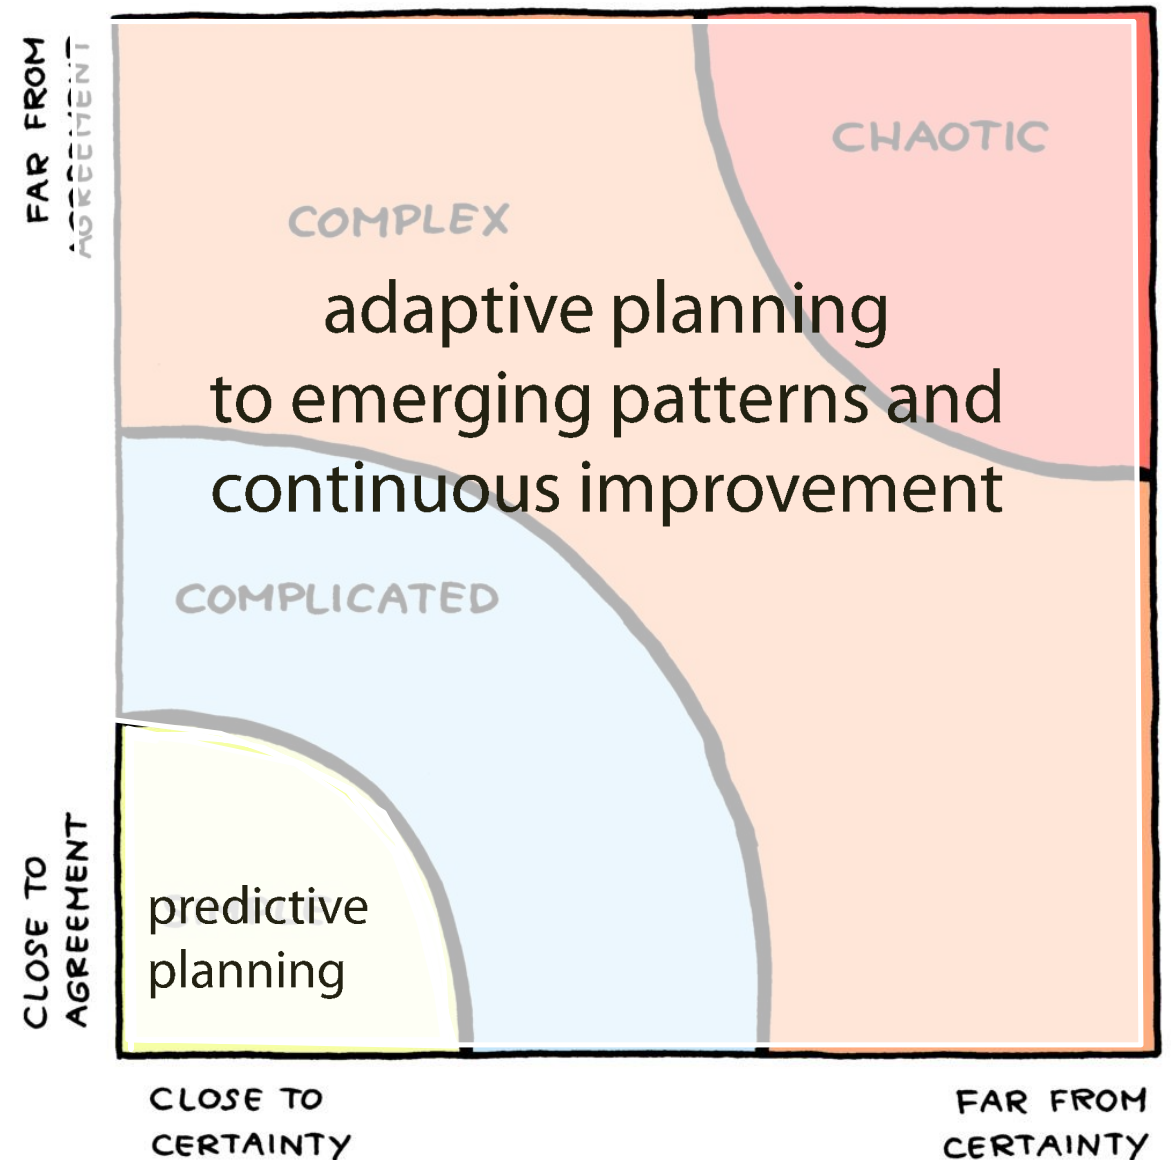 FAR FROM
AGREEMENT
CHAOTIC
COMPLEX
adaptive planning
to emerging patterns and
continuous improvement
COMPLICATED
predictive
planning
CLOSE TO
AGREEMENT
CLOSE TO
CERTAINTY
FAR FROM
CERTAINTY